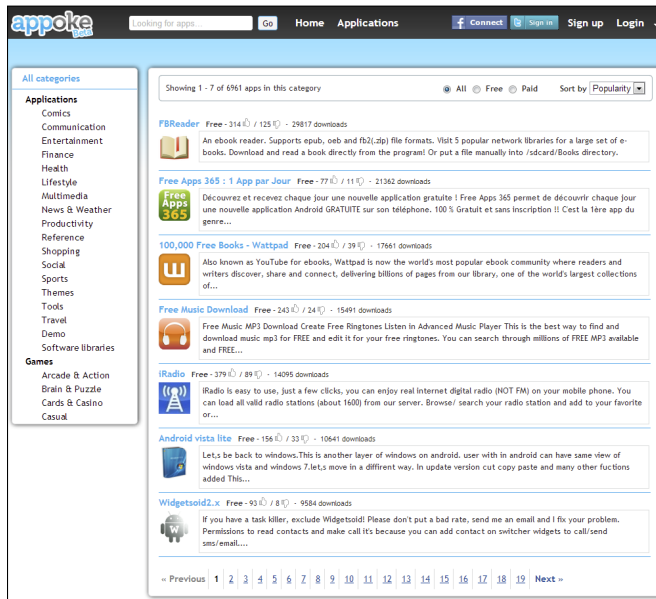 appoke
Beta
Looking for apps...
Go
Home
Applications
f Connect
Sign in
Sign up
Login
All categories
Applications
Comics
Communication
Entertainment
Finance
Health
Lifestyle
Multimedia
News & Weather
Productivity
Reference
Shopping
Social
Sports
Themes
Tools
Travel
Demo
Software libraries
Games
Arcade & Action
Brain & Puzzle
Cards & Casino
Casual
Showing 1 - 7 of 6961 apps in this category
All Free Paid
Sort by Popularity
FBReader Free - 314 / 125 - 29817 downloads
An ebook reader. Supports epub, oeb and fb2(.zip) file formats. Visit 5 popular network libraries for a large set of e-
books. Download and read a book directly from the program! Or put a file manually into /sdcard/Books directory.
Free Apps 365 : 1 App par Jour Free - 77 / 11 - 21362 downloads
Free
Apps
365
Découvrez et recevez chaque jour une nouvelle application gratuite ! Free Apps 365 permet de découvrir chaque jour
une nouvelle application Android GRATUITE sur son téléphone. 100 % Gratuit et sans inscription !! C'est la 1ère app du
genre...
100,000 Free Books - Wattpad Free - 204 / 39 - 17661 downloads
Also known as YouTube for ebooks, Wattpad is now the world's most popular ebook community where readers and
writers discover, share and connect, delivering billions of pages from our library, one of the world's largest collections
of...
Free Music Download Free - 243 / 24 - 15491 downloads
Free Music MP3 Download Create Free Ringtones Listen in Advanced Music Player This is the best way to find and
download music mp3 for FREE and edit it for your free ringtones. You can search through millions of FREE MP3 available
and FREE...
iRadio Free - 379 / 89 - 14095 downloads
iRadio is easy to use, just a few clicks, you can enjoy real internet digital radio (NOT FM) on your mobile phone. You
can load all valid radio stations (about 1600) from our server. Browse/ search your radio station and add to your favorite
or...
Android vista lite Free - 156 / 33 - 10641 downloads
Let,s be back to windows.This is another layer of windows on android. user with in android can have same view of
windows vista and windows 7.let,s move in a diffirent way. In update version cut copy paste and many other fuctions
added This...
Widgetsoid2.x Free - 93 / 8 - 9584 downloads
W
If you have a task killer, exclude Widgetsoid! Please don't put a bad rate, send me an email and I fix your problem.
Permissions to read contacts and make call it's because you can add contact on switcher widgets to call/send
sms/email....
« Previous 1 2 3 4 5 6 7 8 9 10 11 12 13 14 15 16 17 18 19 Next »